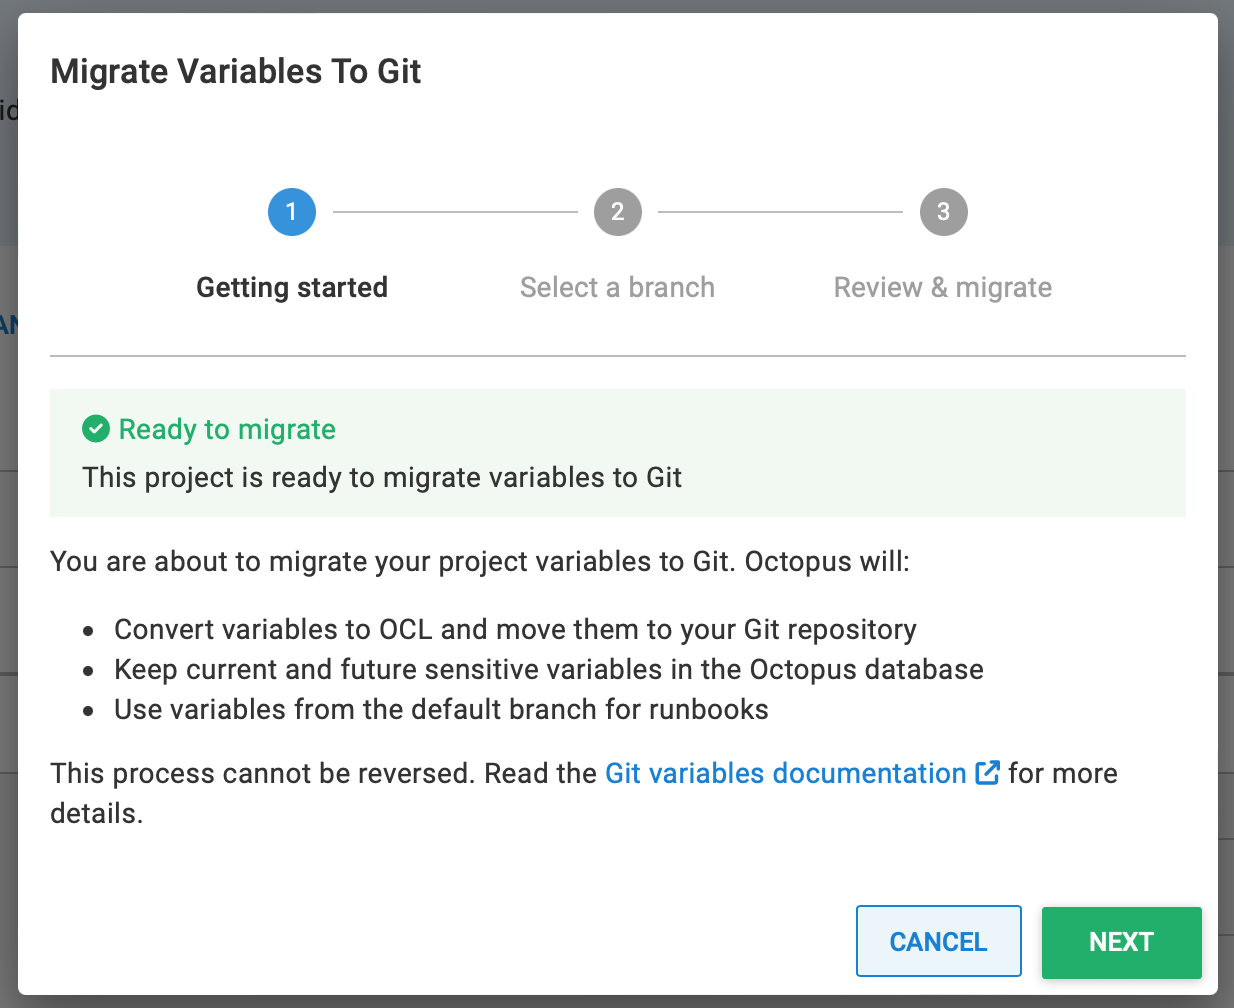 Migrate Variables To Git
1
2
3
Getting started
Select a branch
Review & migrate
Ready to migrate
This project is ready to migrate variables to Git
You are about to migrate your project variables to Git. Octopus will:
Convert variables to OCL and move them to your Git repository
Keep current and future sensitive variables in the Octopus database
Use variables from the default branch for runbooks
This process cannot be reversed. Read the Git variables documentation for more
details.
CANCEL
NEXT